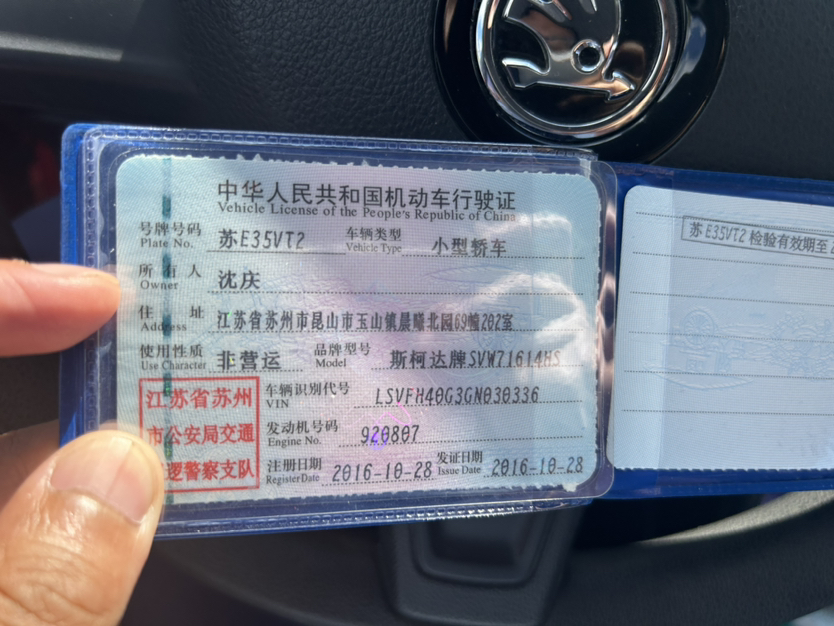 中华人民共和国机动车行驶证
Vehicle License of the People's Republic of China
号牌号码 苏E35VT2 车辆类型 小型轿车
Plate No. Vehicle Type
所有人 沈庆
Owner
住址 江苏省苏州市昆山市玉山镇晨曦北园69幢202室
Address
使用性质 非营运 品牌型号 斯柯达牌SVW71614HS
Use Character Model
江苏省苏州
市公安局交通
逻警察支队
车辆识别代号 LSVFH40G3GN030336
VIN
发动机号码 920807
Engine No.
注册日期 2016-10-28 发证日期 2016-10-28
Register Date Issue Date
苏E35VT2 检验有效期至